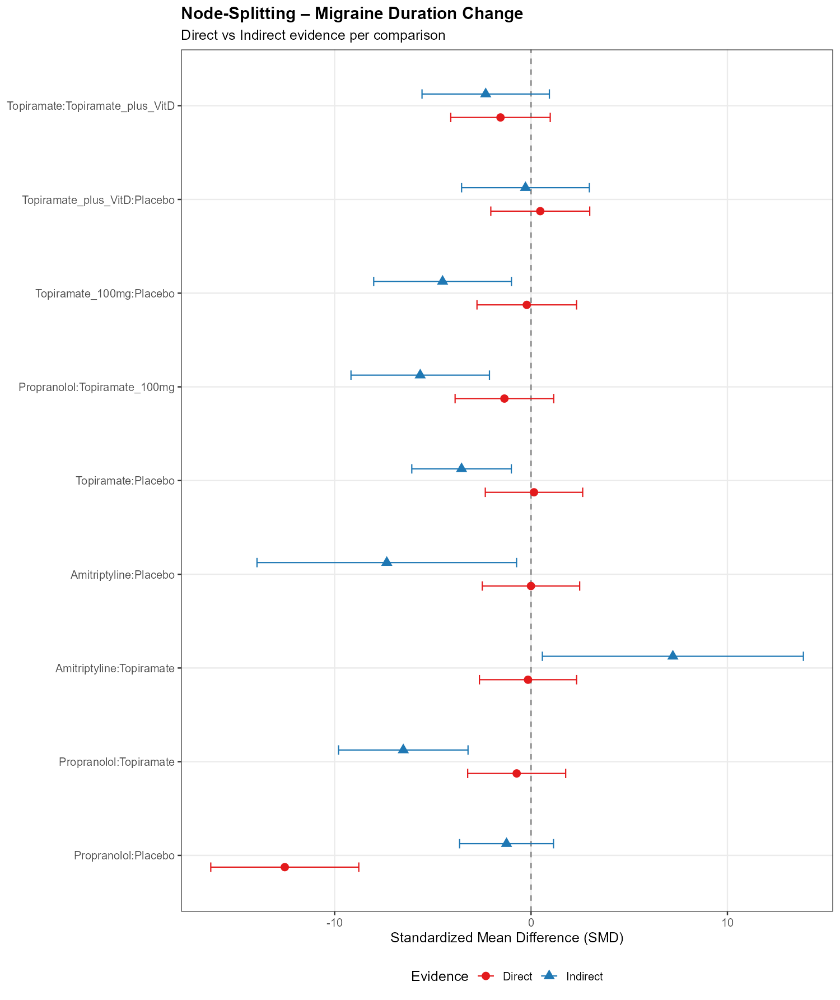 Node-Splitting – Migraine Duration Change
Direct vs Indirect evidence per comparison
Topiramate:Topiramate_plus_VitD
Topiramate_plus_VitD:Placebo
Topiramate_100mg:Placebo
Propranolol:Topiramate_100mg
Topiramate:Placebo
Amitriptyline:Placebo
Amitriptyline:Topiramate
Propranolol:Topiramate
Propranolol:Placebo
-10 0 10
Standardized Mean Difference (SMD)
Evidence Direct Indirect